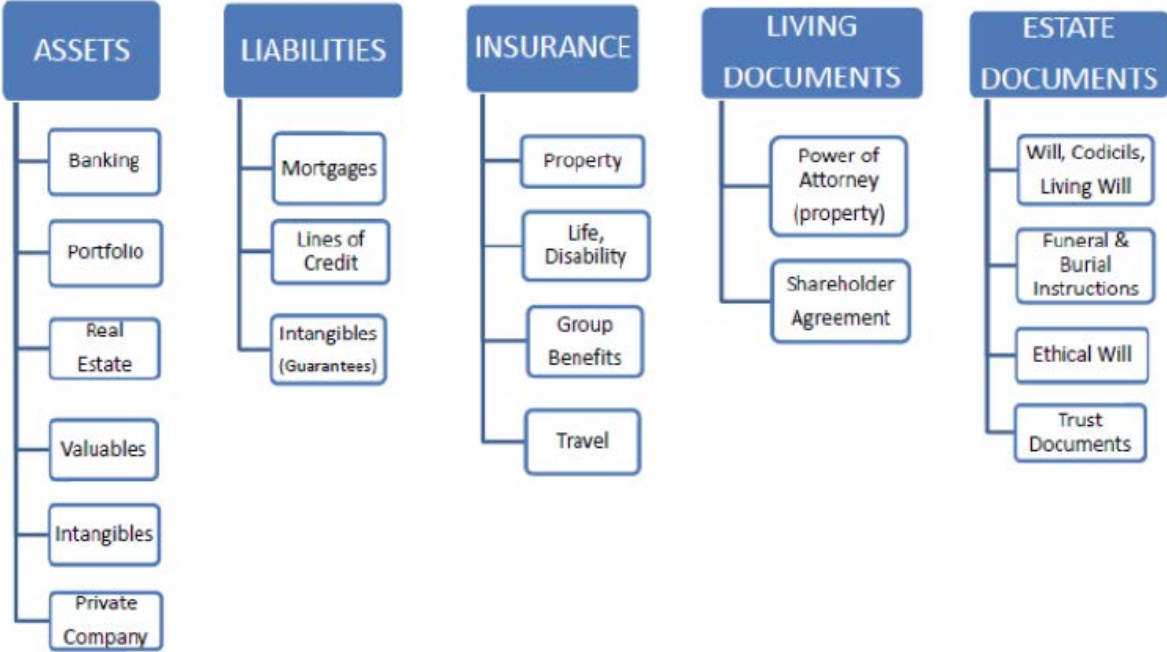 ASSETS
Banking
Portfolio
Real
Estate
Valuables
Intangibles
Private
Company
LIABILITIES
Mortgages
Lines of
Credit
Intangibles
(Guarantees)
INSURANCE
Property
Life,
Disability
Group
Benefits
Travel
LIVING
DOCUMENTS
Power of
Attorney
(property)
Shareholder
Agreement
ESTATE
DOCUMENTS
Will, Codicils,
Living Will
Funeral &
Burial
Instructions
Ethical Will
Trust
Documents